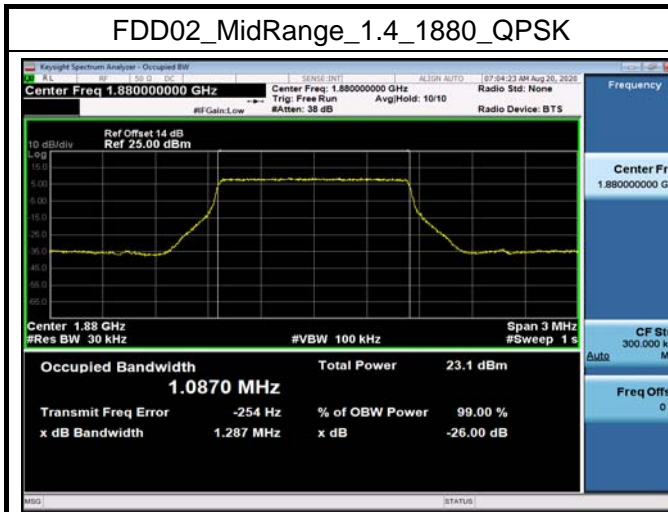 FDD02_MidRange_1.4_1880_QPSK
Keysight Spectrum Analyzer - Occupied BW
RL RF 50 Ω DC SENSE:INT ALIGN AUTO 07:04:23 AM Aug 20, 2020
Center Freq 1.880000000 GHz
Center Freq: 1.880000000 GHz
Radio Std: None
Trig: Free Run Avg|Hold: 10/10
#IFGain:Low #Atten: 38 dB Radio Device: BTS
Frequency
Ref Offset 14 dB
10 dB/div Ref 25.00 dBm
Log
15.0
5.00
-5.00
-15.0
-25.0
-35.0
-45.0
-55.0
-65.0
Center Fr
1.880000000 G
Center 1.88 GHz Span 3 MHz
#Res BW 30 kHz #VBW 100 kHz #Sweep 1 s
CF St
300.000 k
Auto M
Occupied Bandwidth Total Power 23.1 dBm
1.0870 MHz
Freq Offs
0
Transmit Freq Error -254 Hz % of OBW Power 99.00 %
x dB Bandwidth 1.287 MHz x dB -26.00 dB
MSG STATUS